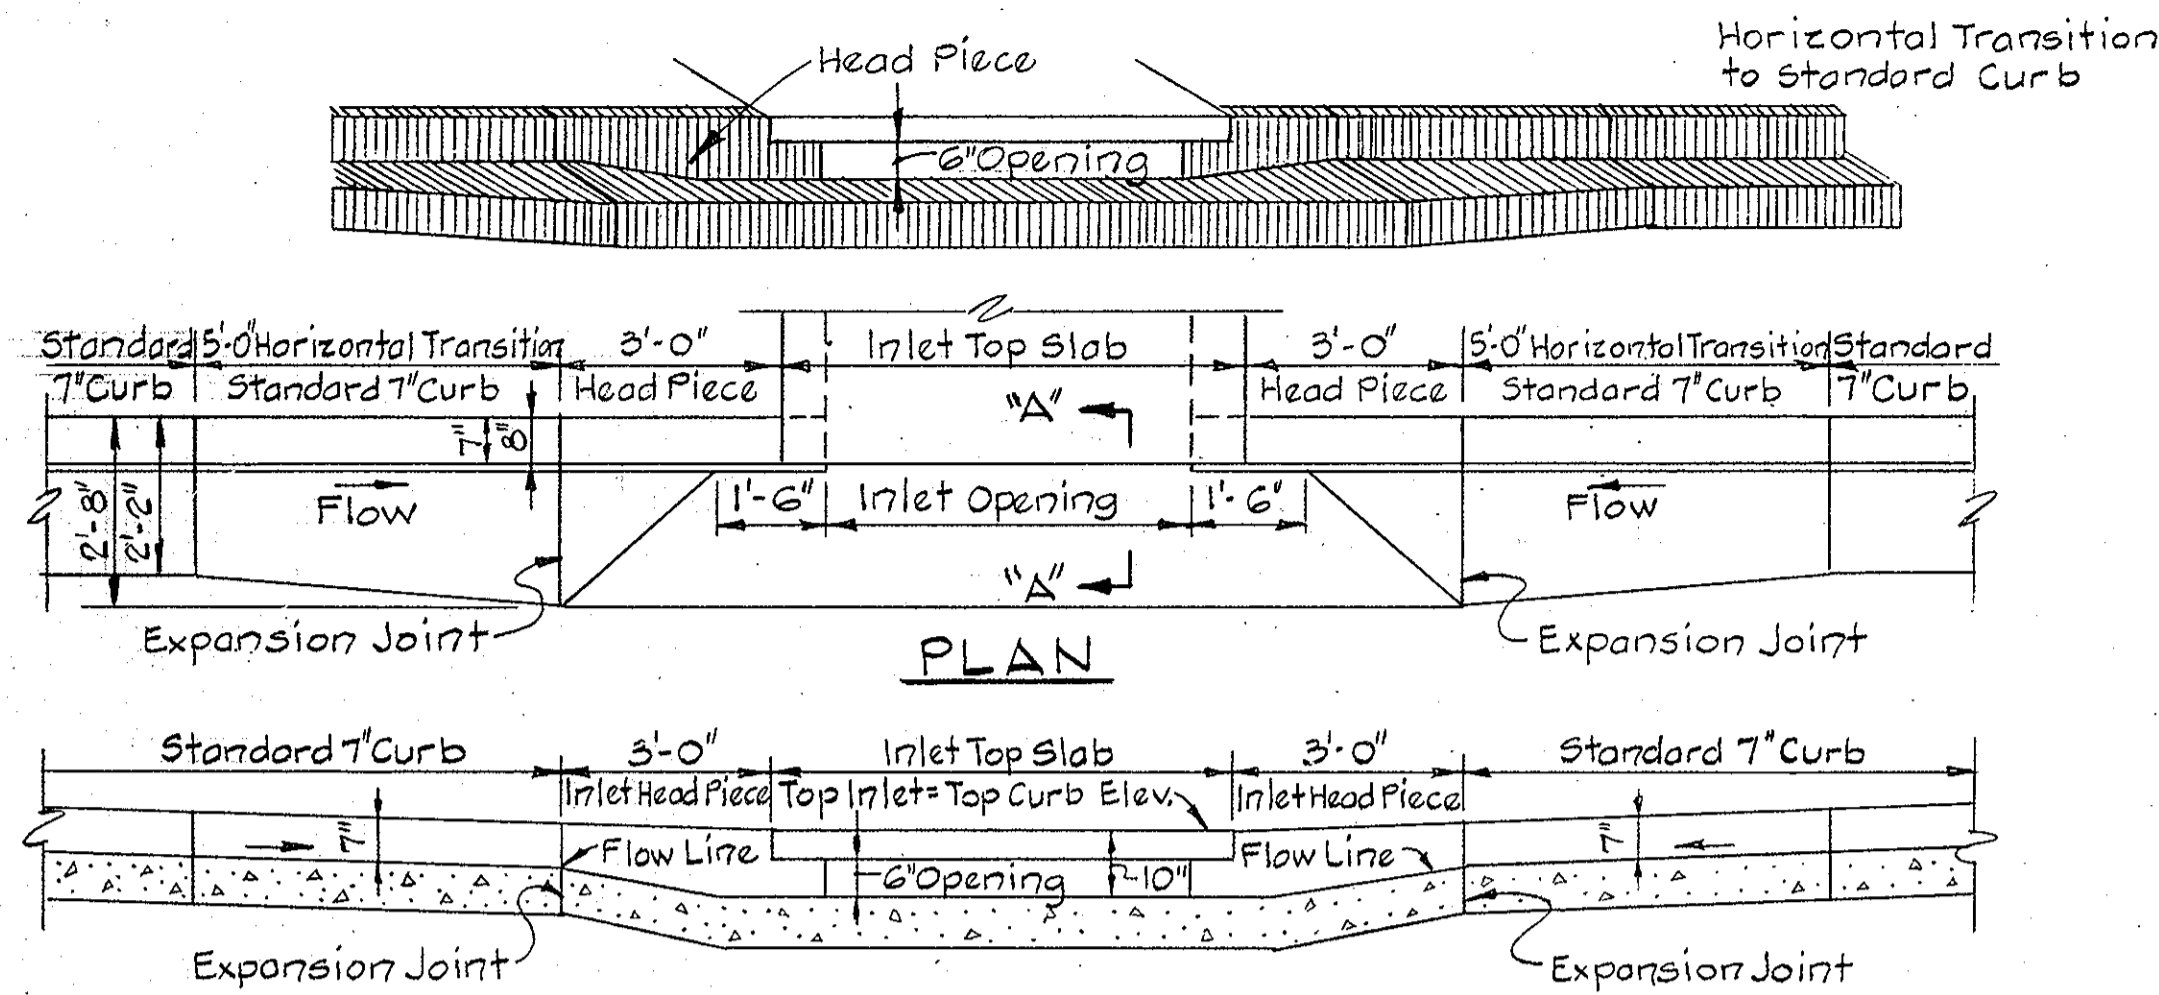 Horizontal Transition
to Standard Curb
Head Piece
6" Opening
Standard 5'-0" Horizontal Transition 3'-0" Inlet Top Slab 3'-0" 5'-0" Horizontal Transition Standard
7" Curb Standard 7" Curb Head Piece Head Piece Standard 7" Curb 7" Curb
"A"
7" 8"
2'-8" 2'-2"
Flow 1'-6" Inlet Opening 1'-6" Flow
"A"
Expansion Joint Expansion Joint
PLAN
Standard 7" Curb 3'-0" Inlet Top Slab 3'-0" Standard 7" Curb
Inlet Head Piece Top Inlet = Top Curb Elev. Inlet Head Piece
7" Flow Line Flow Line 7"
6" Opening 10"
Expansion Joint Expansion Joint